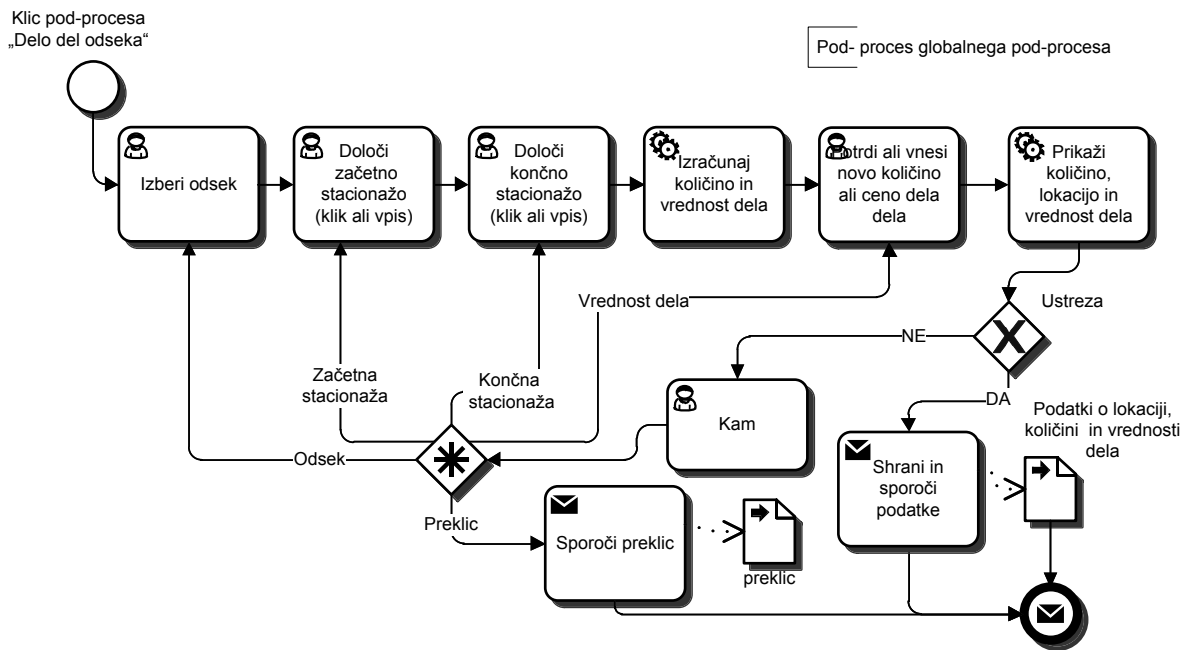 Klic pod-procesa
„Delo del odseka“
Pod- proces globalnega pod-procesa
Izberi odsek
Določi
začetno
stacionažo
(klik ali vpis)
Določi
končno
stacionažo
(klik ali vpis)
Izračunaj
količino in
vrednost dela
otrdi ali vnesi
novo količino
ali ceno dela
dela
Prikaži
količino,
lokacijo in
vrednost dela
Vrednost dela
Ustreza
NE
Začetna
stacionaža
Končna
stacionaža
Kam
DA
Podatki o lokaciji,
količini in vrednosti
dela
Odsek
Shrani in
sporoči
podatke
Preklic
Sporoči preklic
preklic